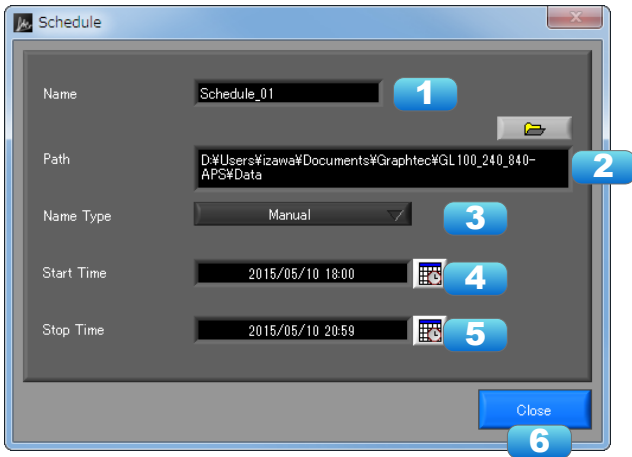 Schedule
Name
Schedule_01
1
Path
D:¥Users¥izawa¥Documents¥Graphtec¥GL100_240_840-
APS¥Data
2
Name Type
Manual
3
Start Time
2015/05/10 18:00
4
Stop Time
2015/05/10 20:59
5
Close
6